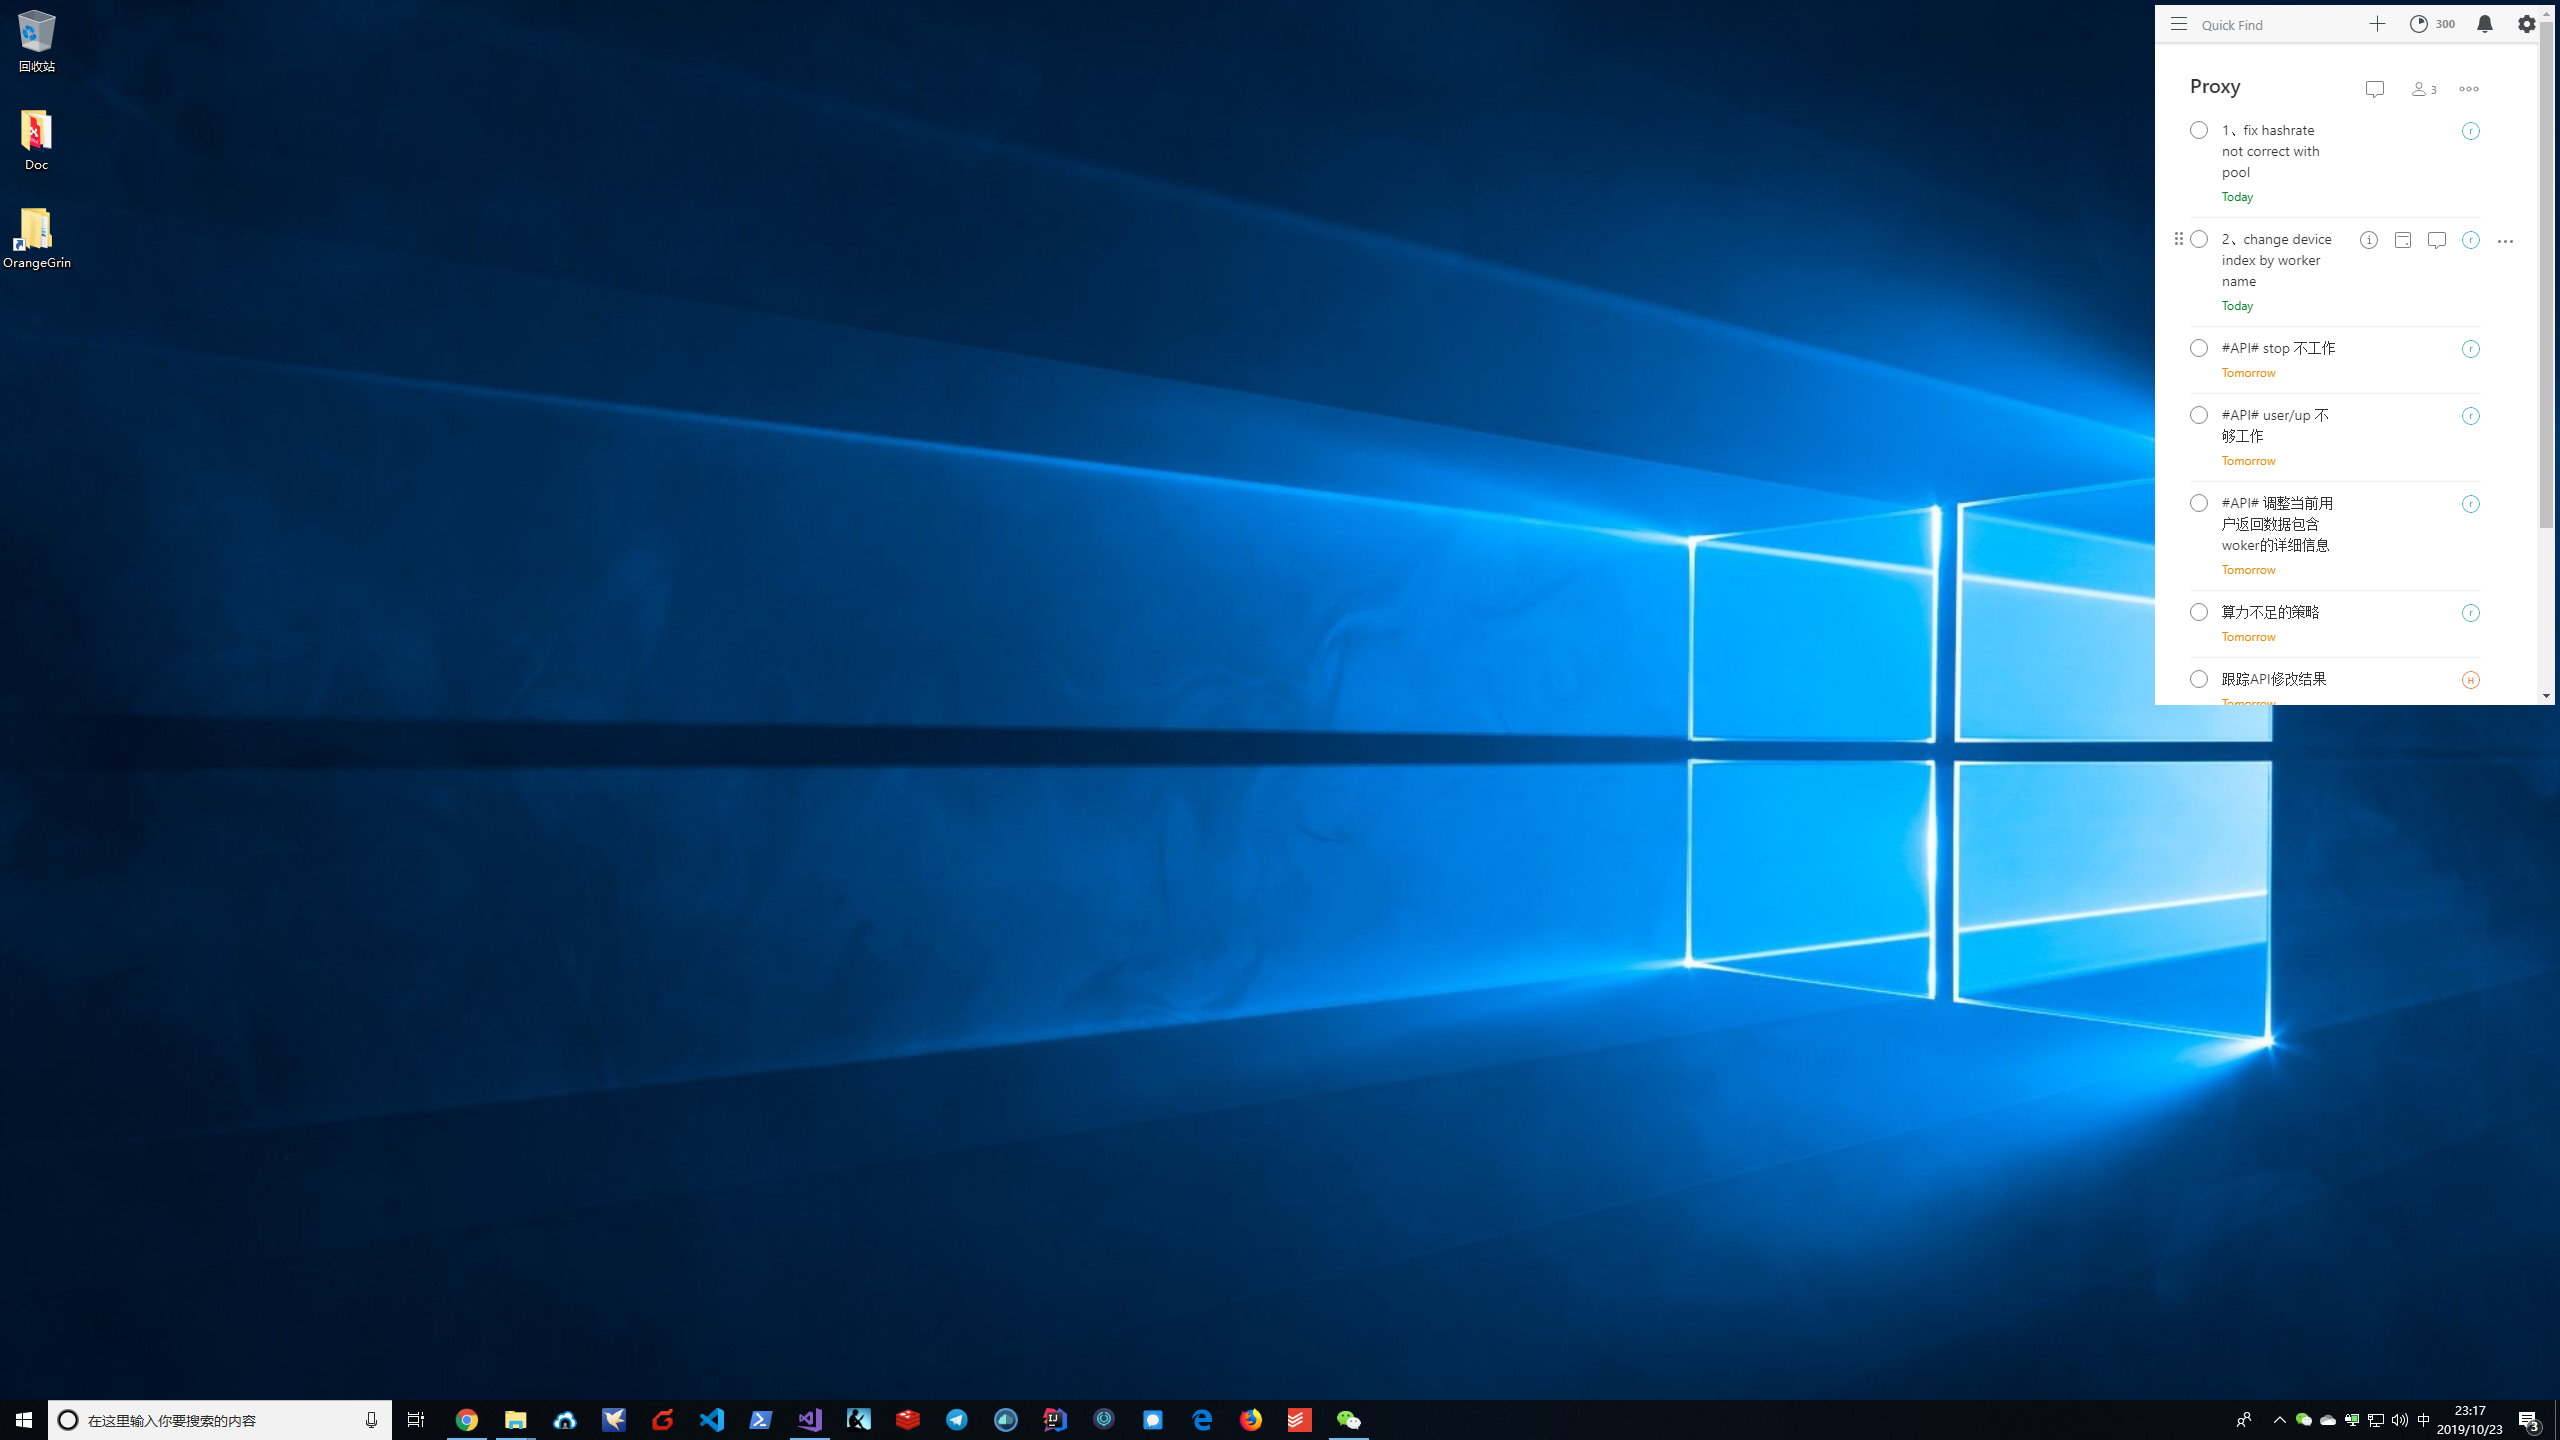 回收站
Doc
OrangeGrin
Quick Find
300
Proxy
3
1、fix hashrate
not correct with
pool
r
Today
2、change device
index by worker
name
r
Today
#API# stop 不工作
r
Tomorrow
#API# user/up 不
够工作
r
Tomorrow
#API# 调整当前用
户返回数据包含
woker的详细信息
r
Tomorrow
算力不足的策略
r
Tomorrow
跟踪API修改结果
H
Tomorrow
在这里输入你要搜索的内容
中
23:17
2019/10/23
3